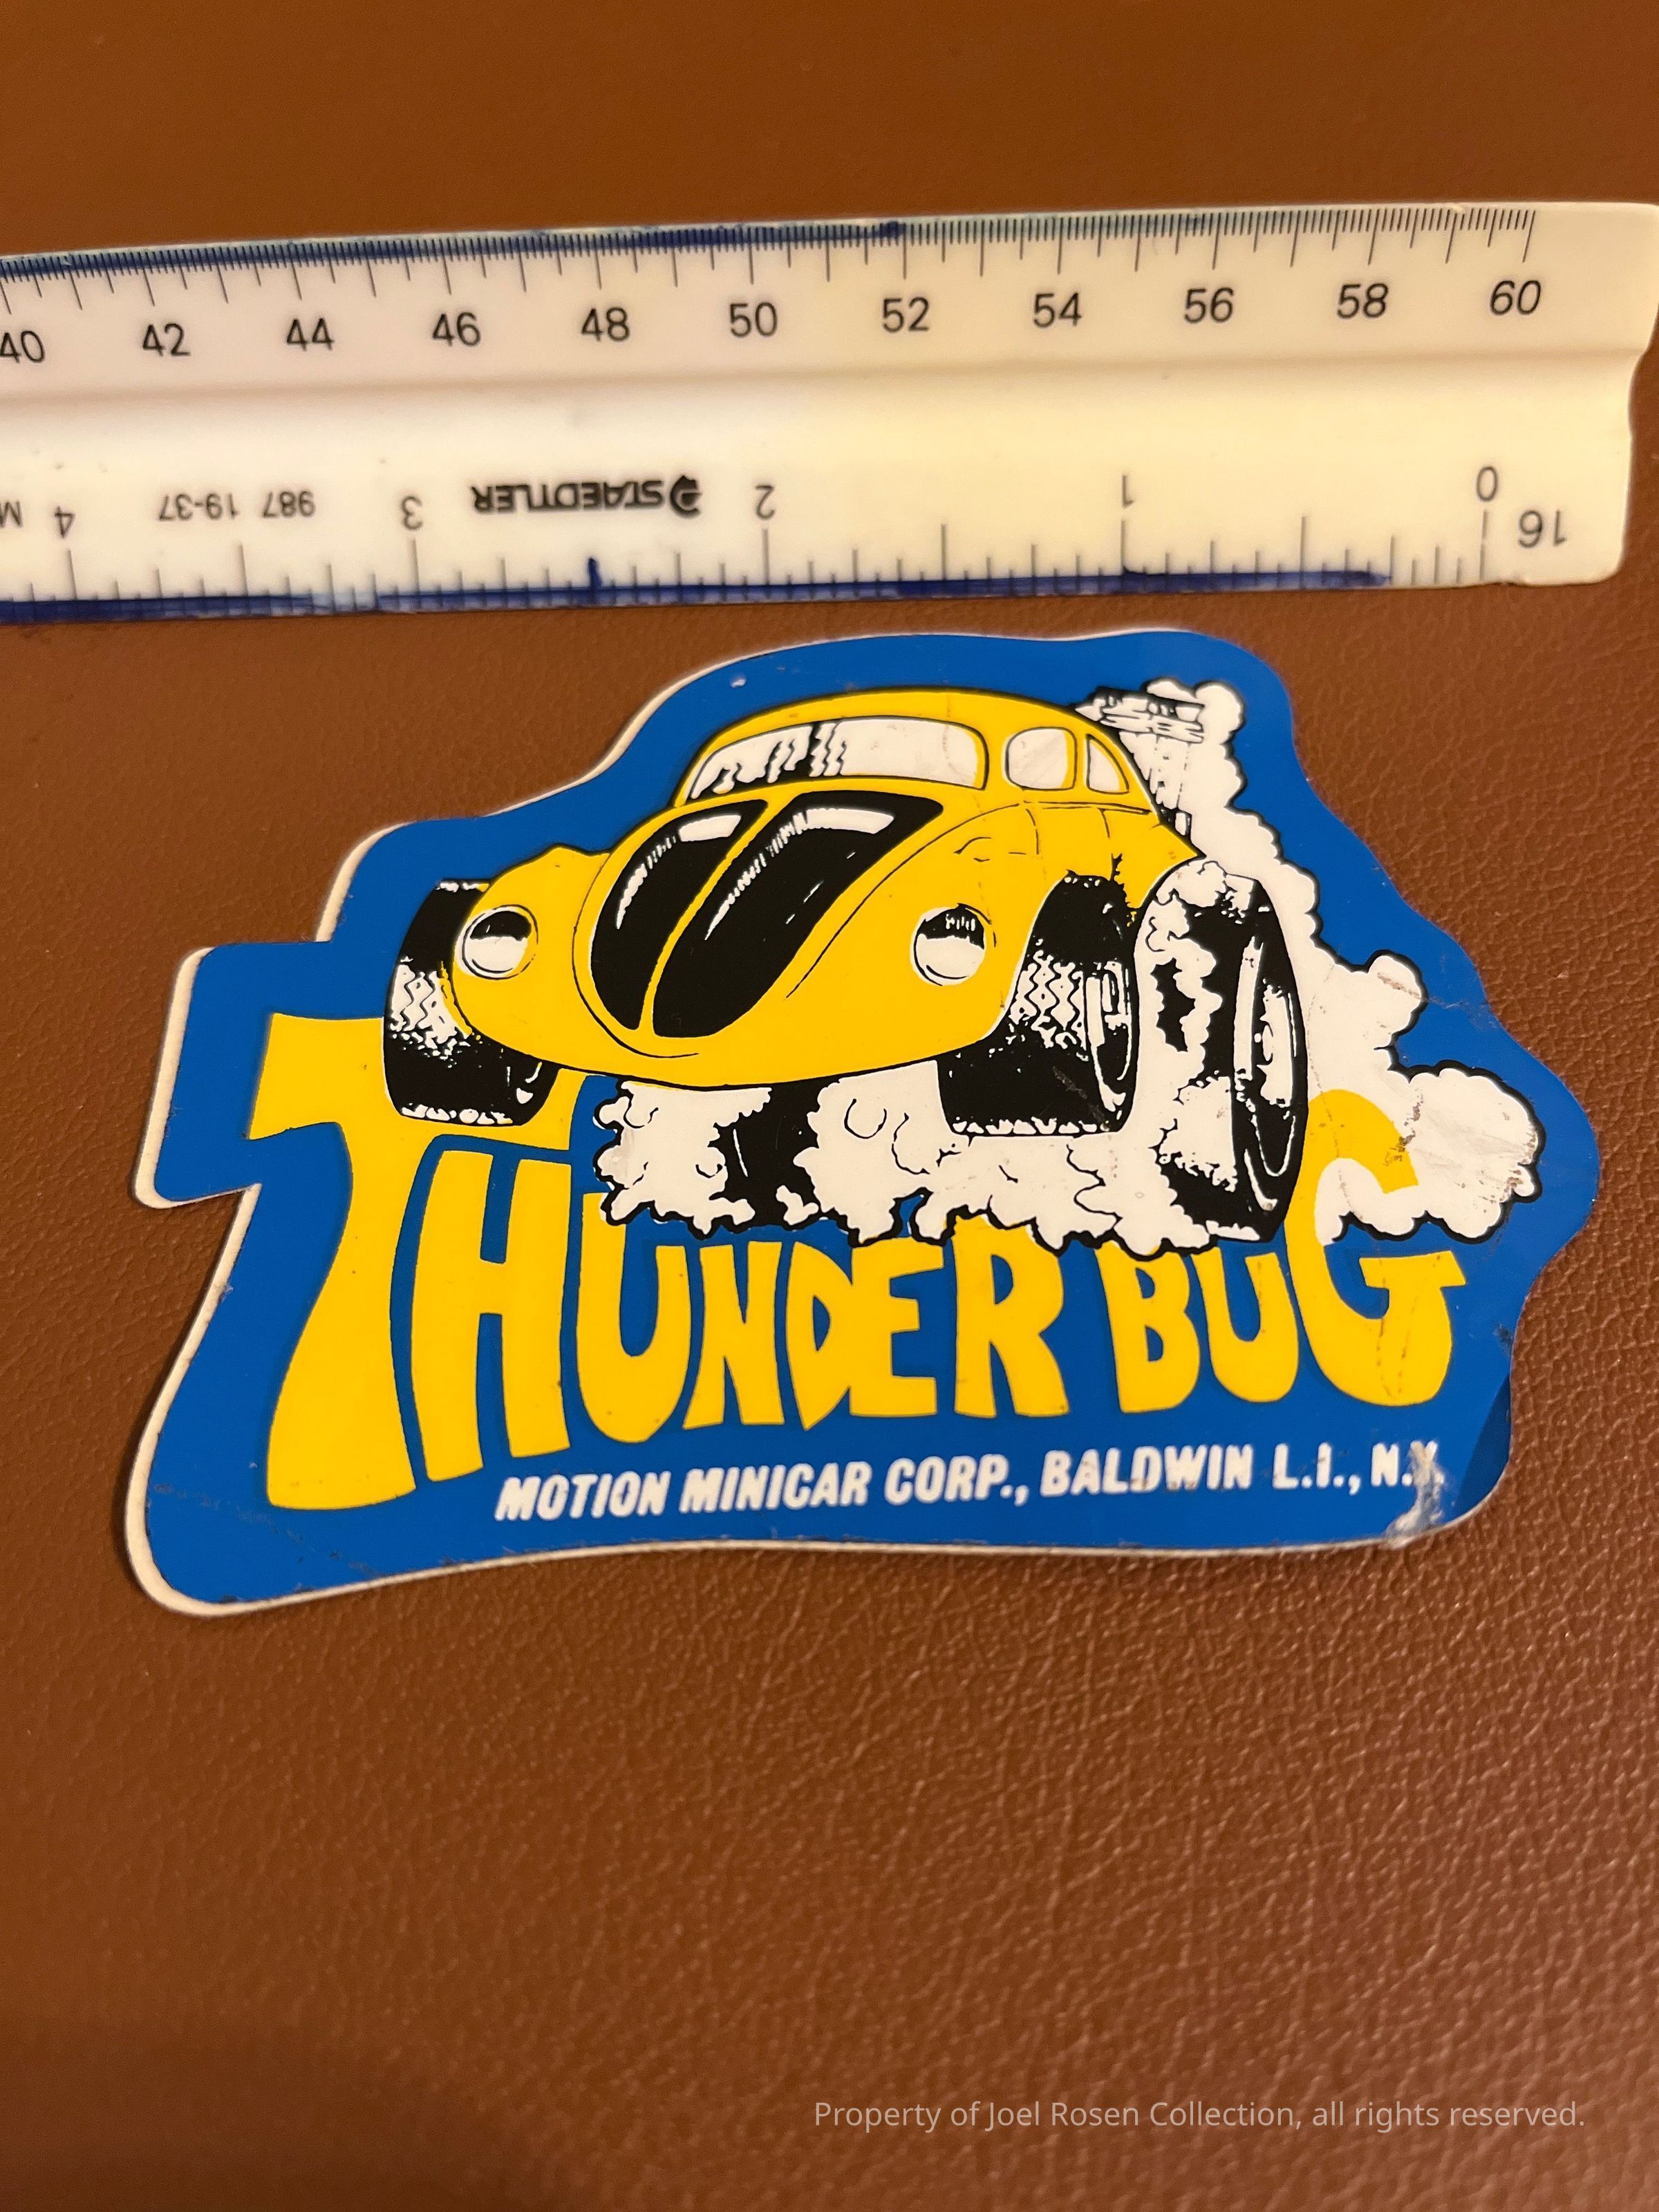 40 42 44 46 48 50 52 54 56 58 60
M 4 987 19-37 3 STAEDTLER 2 1 0 16
THUNDER BUG
MOTION MINICAR CORP., BALDWIN L.I., N.Y.
Property of Joel Rosen Collection, all rights reserved.